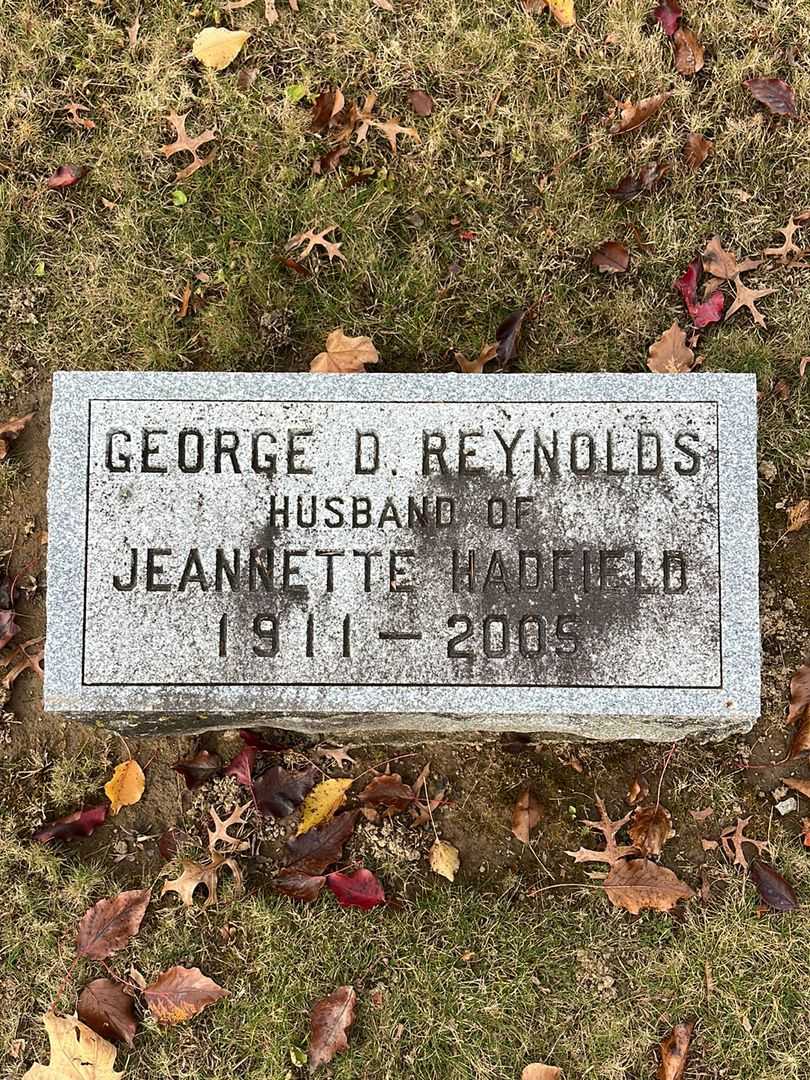 GEORGE D. REYNOLDS
HUSBAND OF
JEANNETTE HADFIELD
1911 — 2005